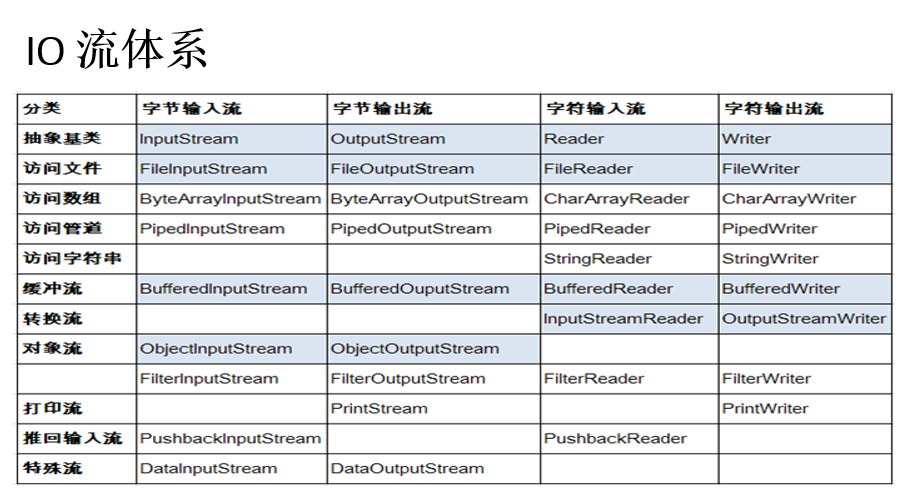 IO 流体系
分类 字节输入流 字节输出流 字符输入流 字符输出流
抽象基类 InputStream OutputStream Reader Writer
访问文件 FileInputStream FileOutputStream FileReader FileWriter
访问数组 ByteArrayInputStream ByteArrayOutputStream CharArrayReader CharArrayWriter
访问管道 PipedInputStream PipedOutputStream PipedReader PipedWriter
访问字符串 StringReader StringWriter
缓冲流 BufferedInputStream BufferedOuputStream BufferedReader BufferedWriter
转换流 InputStreamReader OutputStreamWriter
对象流 ObjectInputStream ObjectOutputStream
FilterInputStream FilterOutputStream FilterReader FilterWriter
打印流 PrintStream PrintWriter
推回输入流 PushbackInputStream PushbackReader
特殊流 DataInputStream DataOutputStream